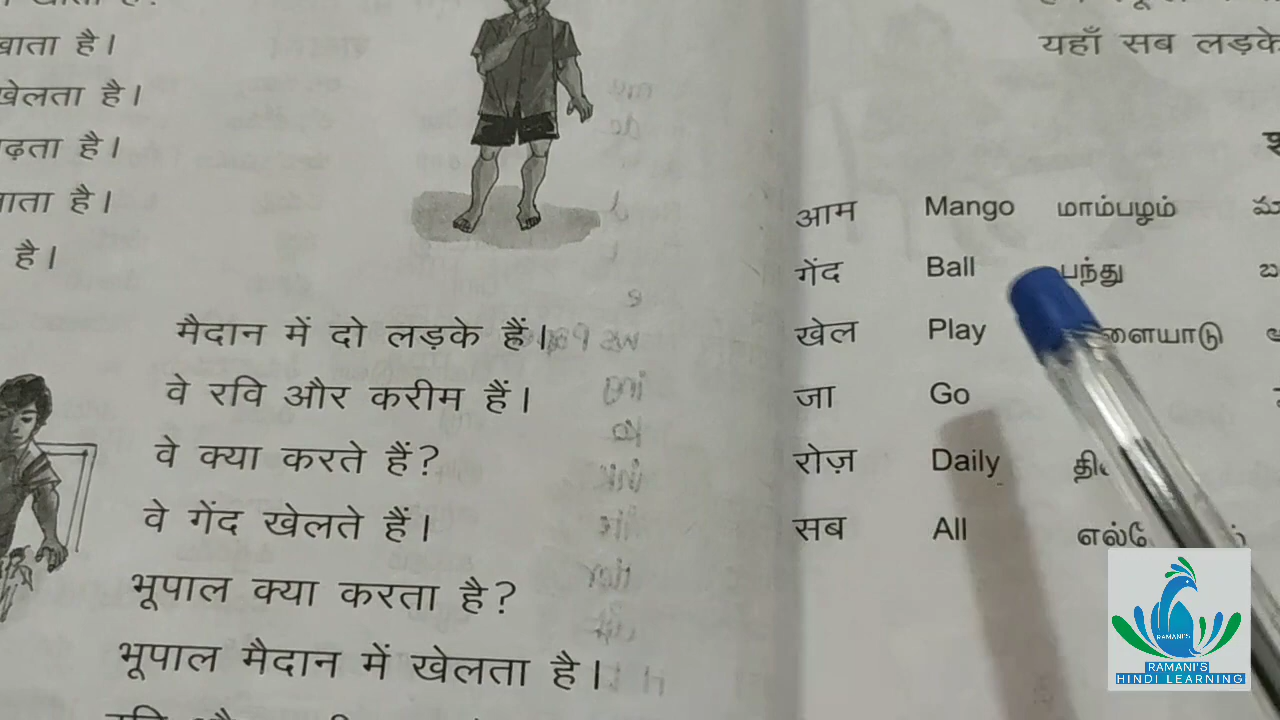 है।
खेलता है।
है।
है।
है।
मैदान में दो लड़के हैं।
वे रवि और करीम हैं।
वे क्या करते हैं?
वे गेंद खेलते हैं।
भूपाल क्या करता है?
भूपाल मैदान में खेलता है।
यहाँ सब लड़के
आम Mango மாம்பழம்
गेंद Ball பந்து
खेल Play
जा Go
रोज़ Daily
सब All
RAMANI'S
RAMANI'S
HINDI LEARNING